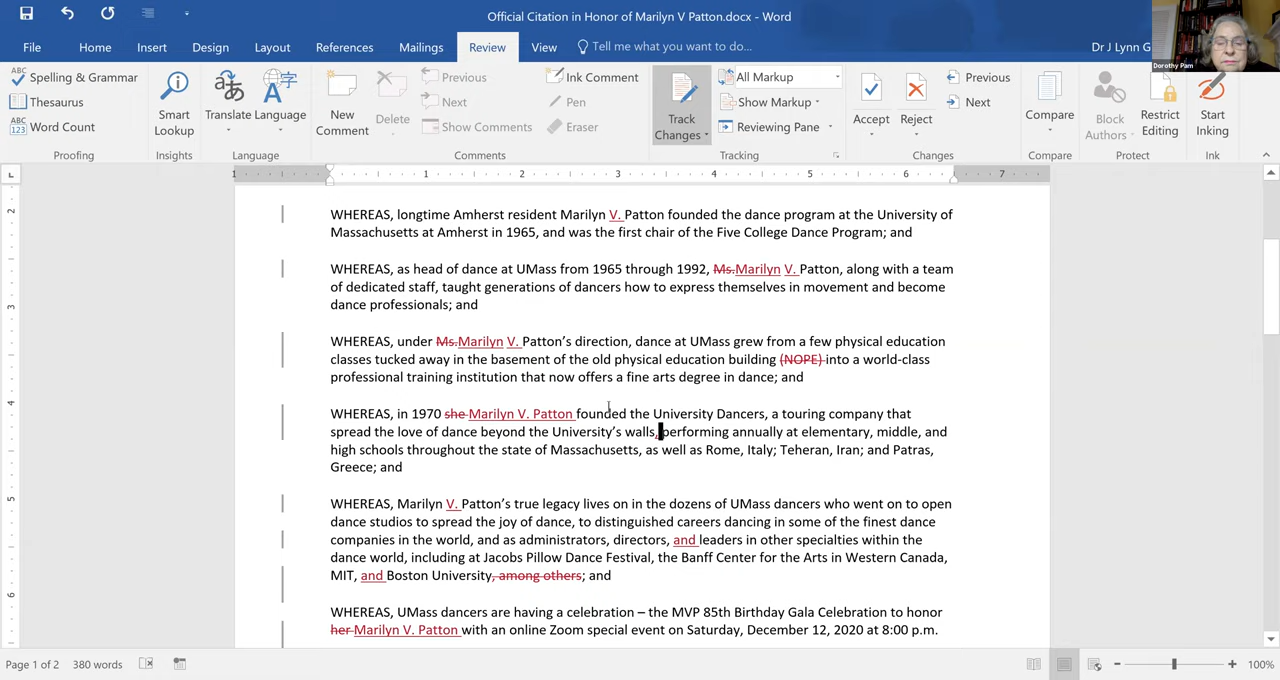 Official Citation in Honor of Marilyn V Patton.docx - Word
File Home Insert Design Layout References Mailings Review View Tell me what you want to do... Dr J Lynn G
Dorothy Pam
ABC Spelling & Grammar
Thesaurus
ABC 123 Word Count
Proofing
Smart Lookup
Insights
Translate Language
Language
New Comment
Delete
Previous
Next
Show Comments
Ink Comment
Pen
Eraser
Comments
Track Changes
All Markup
Show Markup
Reviewing Pane
Tracking
Accept Reject
Previous
Next
Changes
Compare
Compare
Block Authors
Restrict Editing
Protect
Start Inking
Ink
1 1 2 3 4 5 6 7
2
3
4
5
6
WHEREAS, longtime Amherst resident Marilyn V. Patton founded the dance program at the University of
Massachusetts at Amherst in 1965, and was the first chair of the Five College Dance Program; and
WHEREAS, as head of dance at UMass from 1965 through 1992, Ms.Marilyn V. Patton, along with a team
of dedicated staff, taught generations of dancers how to express themselves in movement and become
dance professionals; and
WHEREAS, under Ms.Marilyn V. Patton’s direction, dance at UMass grew from a few physical education
classes tucked away in the basement of the old physical education building (NOPE) into a world-class
professional training institution that now offers a fine arts degree in dance; and
WHEREAS, in 1970 she Marilyn V. Patton founded the University Dancers, a touring company that
spread the love of dance beyond the University’s walls, performing annually at elementary, middle, and
high schools throughout the state of Massachusetts, as well as Rome, Italy; Teheran, Iran; and Patras,
Greece; and
WHEREAS, Marilyn V. Patton’s true legacy lives on in the dozens of UMass dancers who went on to open
dance studios to spread the joy of dance, to distinguished careers dancing in some of the finest dance
companies in the world, and as administrators, directors, and leaders in other specialties within the
dance world, including at Jacobs Pillow Dance Festival, the Banff Center for the Arts in Western Canada,
MIT, and Boston University, among others; and
WHEREAS, UMass dancers are having a celebration – the MVP 85th Birthday Gala Celebration to honor
her Marilyn V. Patton with an online Zoom special event on Saturday, December 12, 2020 at 8:00 p.m.
Page 1 of 2 380 words 100%